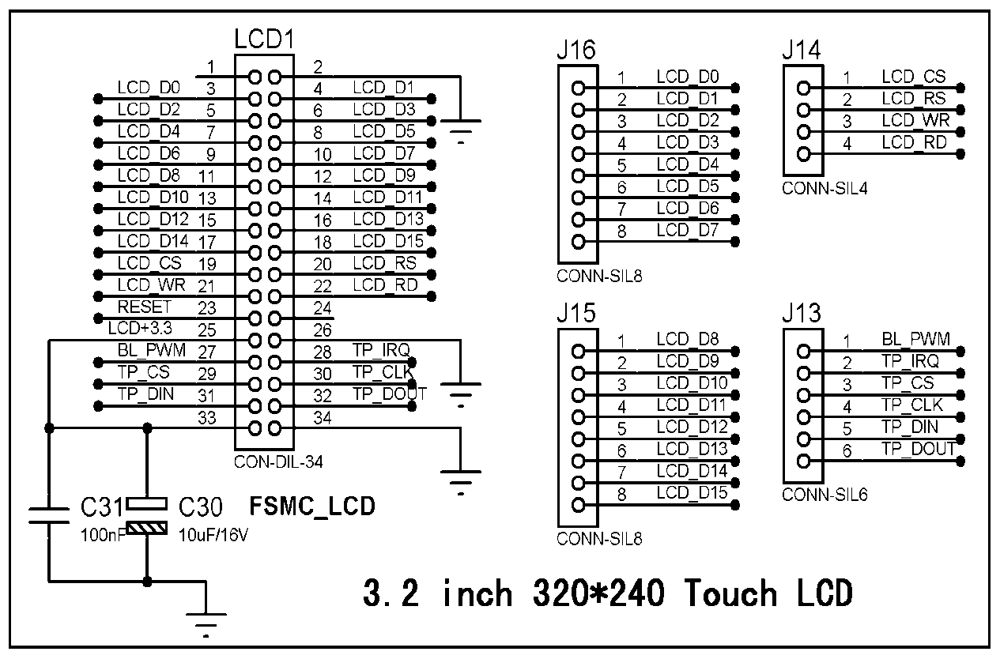 LCD1
1 2
LCD_D0 3 4 LCD_D1
LCD_D2 5 6 LCD_D3
LCD_D4 7 8 LCD_D5
LCD_D6 9 10 LCD_D7
LCD_D8 11 12 LCD_D9
LCD_D10 13 14 LCD_D11
LCD_D12 15 16 LCD_D13
LCD_D14 17 18 LCD_D15
LCD_CS 19 20 LCD_RS
LCD_WR 21 22 LCD_RD
RESET 23 24
LCD+3.3 25 26
BL_PWM 27 28 TP_IRQ
TP_CS 29 30 TP_CLK
TP_DIN 31 32 TP_DOUT
33 34
CON-DIL-34
C31
100nF
C30
10uF/16V
FSMC_LCD
J16
1 LCD_D0
2 LCD_D1
3 LCD_D2
4 LCD_D3
5 LCD_D4
6 LCD_D5
7 LCD_D6
8 LCD_D7
CONN-SIL8
J14
1 LCD_CS
2 LCD_RS
3 LCD_WR
4 LCD_RD
CONN-SIL4
J15
1 LCD_D8
2 LCD_D9
3 LCD_D10
4 LCD_D11
5 LCD_D12
6 LCD_D13
7 LCD_D14
8 LCD_D15
CONN-SIL8
J13
1 BL_PWM
2 TP_IRQ
3 TP_CS
4 TP_CLK
5 TP_DIN
6 TP_DOUT
CONN-SIL6
3.2 inch 320*240 Touch LCD